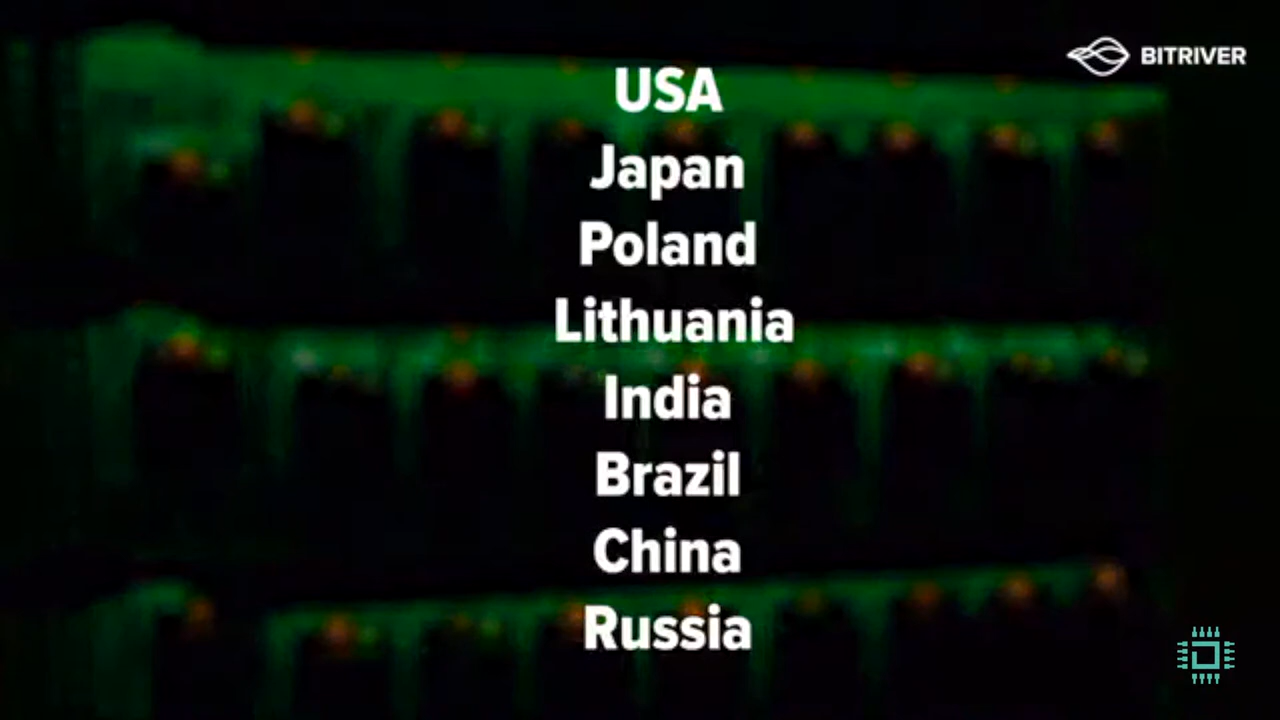 BITRIVER
USA
Japan
Poland
Lithuania
India
Brazil
China
Russia